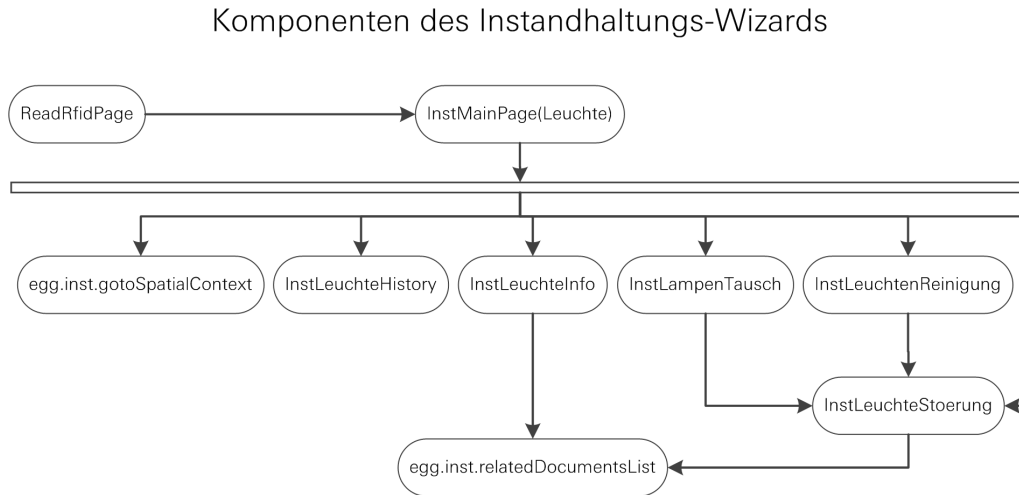 Komponenten des Instandhaltungs-Wizards
ReadRfidPage
InstMainPage(Leuchte)
egg.inst.gotoSpatialContext
InstLeuchteHistory
InstLeuchteInfo
InstLampenTausch
InstLeuchtenReinigung
InstLeuchteStoerung
egg.inst.relatedDocumentsList